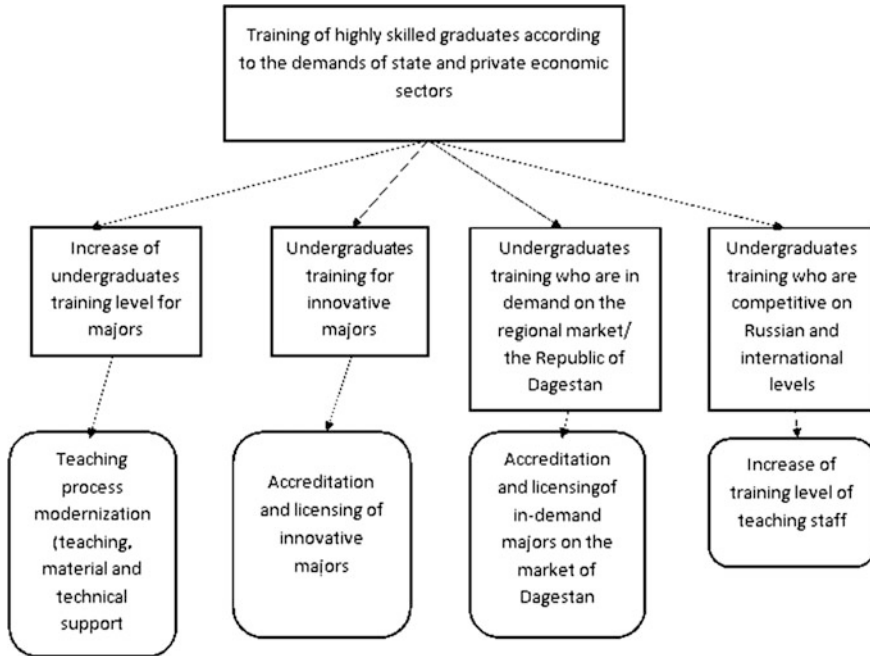 Training of highly skilled graduates according
to the demands of state and private economic
sectors
Increase of
undergraduates
training level for
majors
Undergraduates
training for
innovative
majors
Undergraduates
training who are in
demand on the
regional market/
the Republic of
Dagestan
Undergraduates
training who are
competitive on
Russian and
international
levels
Teaching
process
modernization
(teaching,
material and
technical
support
Accreditation
and licensing of
innovative
majors
Accreditation
and licensingof
in-demand
majors on the
market of
Dagestan
Increase of
training level of
teaching staff